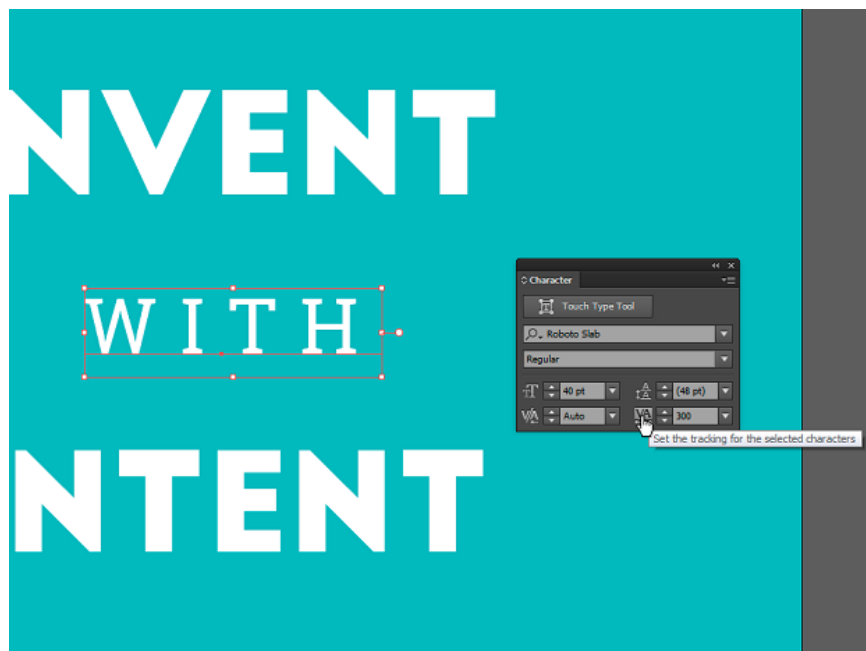 NVENT
WITH
NTENT
Character
Touch Type Tool
Roboto Slab
Regular
40 pt
(48 pt)
Auto
300
Set the tracking for the selected characters